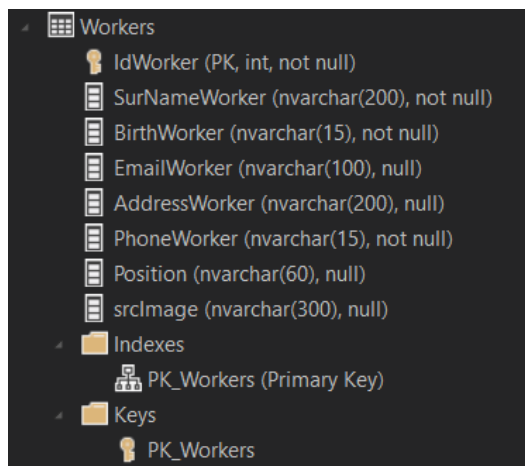 Workers
IdWorker (PK, int, not null)
SurNameWorker (nvarchar(200), not null)
BirthWorker (nvarchar(15), not null)
EmailWorker (nvarchar(100), null)
AddressWorker (nvarchar(200), null)
PhoneWorker (nvarchar(15), not null)
Position (nvarchar(60), null)
srcImage (nvarchar(300), null)
Indexes
PK_Workers (Primary Key)
Keys
PK_Workers